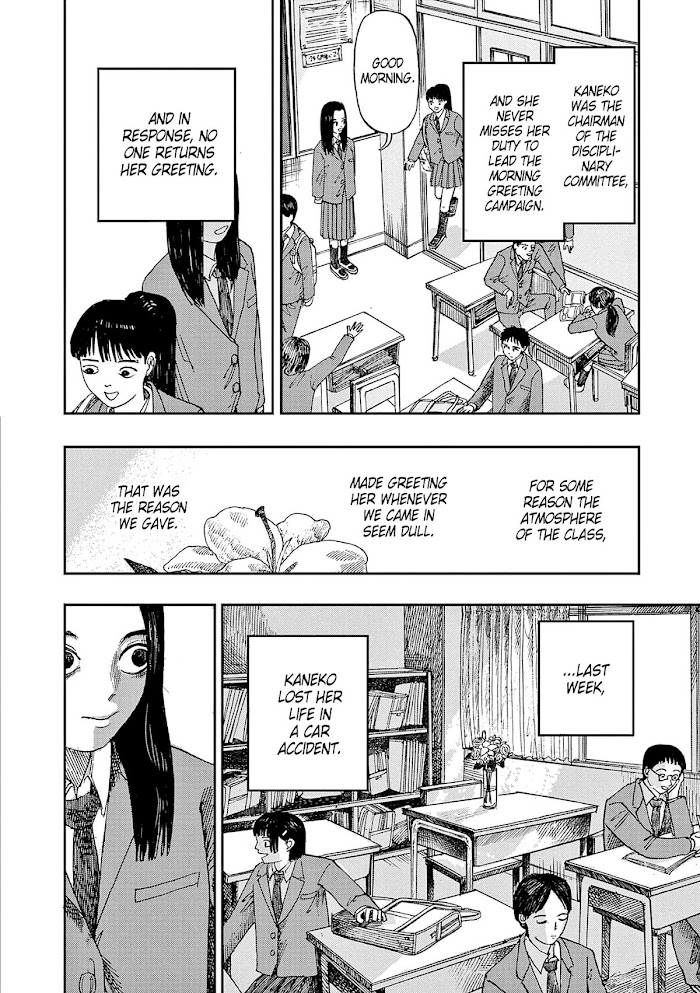 KANEKO
WAS THE
CHAIRMAN
OF THE
DISCIPLI-
NARY
COMMITTEE,
AND SHE
NEVER
MISSES HER
DUTY TO
LEAD THE
MORNING
GREETING
CAMPAIGN.
GOOD
MORNING.
AND IN
RESPONSE, NO
ONE RETURNS
HER GREETING.
FOR SOME
REASON THE
ATMOSPHERE
OF THE CLASS,
MADE GREETING
HER WHENEVER
WE CAME IN
SEEM DULL.
THAT WAS
THE REASON
WE GAVE.
...LAST
WEEK,
KANEKO
LOST HER
LIFE IN
A CAR
ACCIDENT.